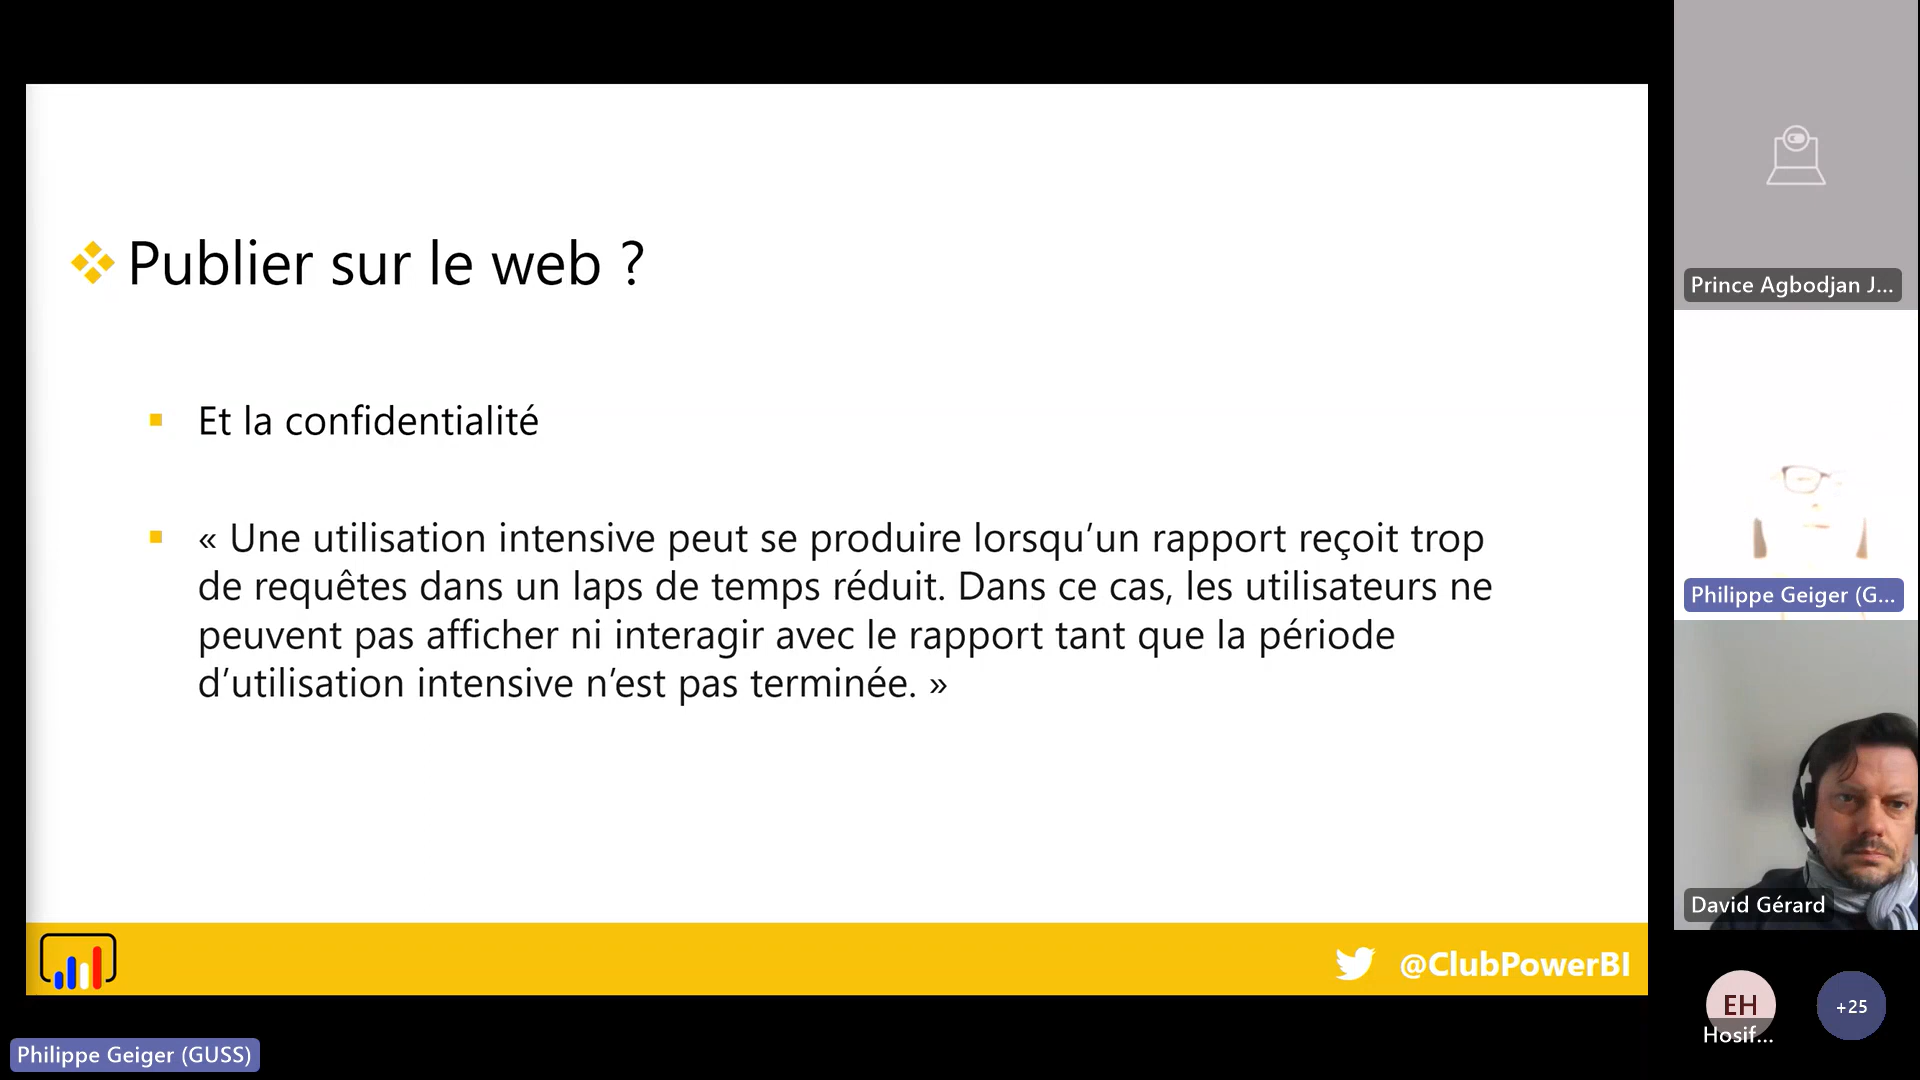 Publier sur le web ?
Et la confidentialité
« Une utilisation intensive peut se produire lorsqu’un rapport reçoit trop
de requêtes dans un laps de temps réduit. Dans ce cas, les utilisateurs ne
peuvent pas afficher ni interagir avec le rapport tant que la période
d’utilisation intensive n’est pas terminée. »
@ClubPowerBI
Philippe Geiger (GUSS)
Prince Agbodjan J...
Philippe Geiger (G...
David Gérard
EH
Hosif...
+25